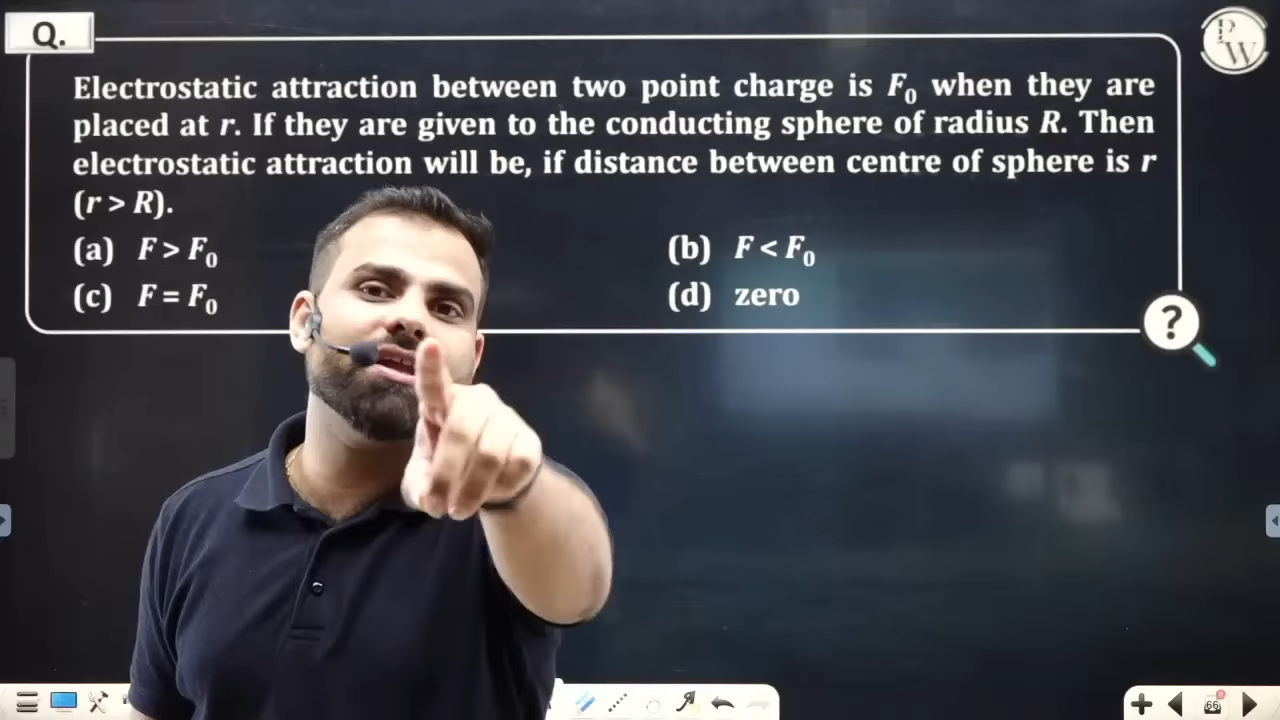 Q.
PW
Electrostatic attraction between two point charge is F₀ when they are
placed at r. If they are given to the conducting sphere of radius R. Then
electrostatic attraction will be, if distance between centre of sphere is r
(r > R).
(a) F > F₀ (b) F < F₀
(c) F = F₀ (d) zero
?
66